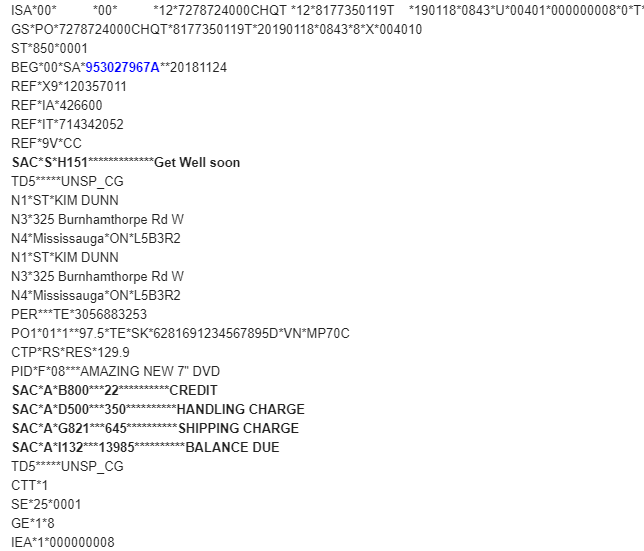 ISA*00*          *00*          *12*7278724000CHQT *12*8177350119T    *190118*0843*U*00401*000000008*0*T*
GS*PO*7278724000CHQT*8177350119T*20190118*0843*8*X*004010
ST*850*0001
BEG*00*SA*953027967A**20181124
REF*X9*120357011
REF*IA*426600
REF*IT*714342052
REF*9V*CC
SAC*S*H151*************Get Well soon
TD5*****UNSP_CG
N1*ST*KIM DUNN
N3*325 Burnhamthorpe Rd W
N4*Mississauga*ON*L5B3R2
N1*ST*KIM DUNN
N3*325 Burnhamthorpe Rd W
N4*Mississauga*ON*L5B3R2
PER***TE*3056883253
PO1*01*1**97.5*TE*SK*6281691234567895D*VN*MP70C
CTP*RS*RES*129.9
PID*F*08***AMAZING NEW 7" DVD
SAC*A*B800***22**********CREDIT
SAC*A*D500***350**********HANDLING CHARGE
SAC*A*G821***645**********SHIPPING CHARGE
SAC*A*I132***13985**********BALANCE DUE
TD5*****UNSP_CG
CTT*1
SE*25*0001
GE*1*8
IEA*1*000000008